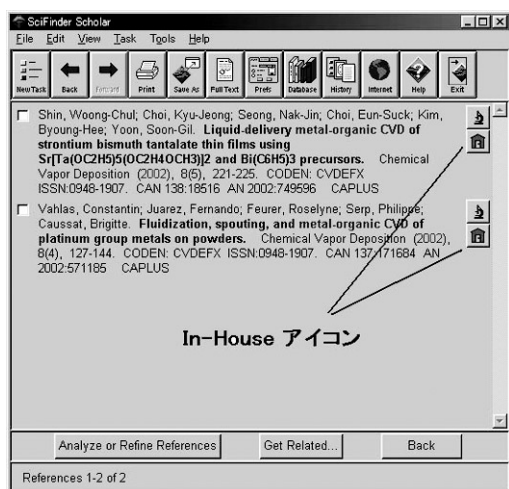 SciFinder Scholar
File Edit View Task Tools Help
New Task Back Forward Print Save As Full Text Prefs Database History Internet Help Exit
Shin, Woong-Chul; Choi, Kyu-Jeong; Seong, Nak-Jin; Choi, Eun-Suck; Kim,
Byoung-Hee; Yoon, Soon-Gil. Liquid-delivery metal-organic CVD of
strontium bismuth tantalate thin films using
Sr[Ta(OC2H5)5(OC2H4OCH3)]2 and Bi(C6H5)3 precursors. Chemical
Vapor Deposition (2002), 8(5), 221-225. CODEN: CVDEFX
ISSN:0948-1907. CAN 138:18516 AN 2002:749596 CAPLUS
Vahlas, Constantin; Juarez, Fernando; Feurer, Roselyne; Serp, Philippe;
Caussat, Brigitte. Fluidization, spouting, and metal-organic CVD of
platinum group metals on powders. Chemical Vapor Deposition (2002),
8(4), 127-144. CODEN: CVDEFX ISSN:0948-1907. CAN 137:171684 AN
2002:571185 CAPLUS
In-House アイコン
Analyze or Refine References Get Related... Back
References 1-2 of 2